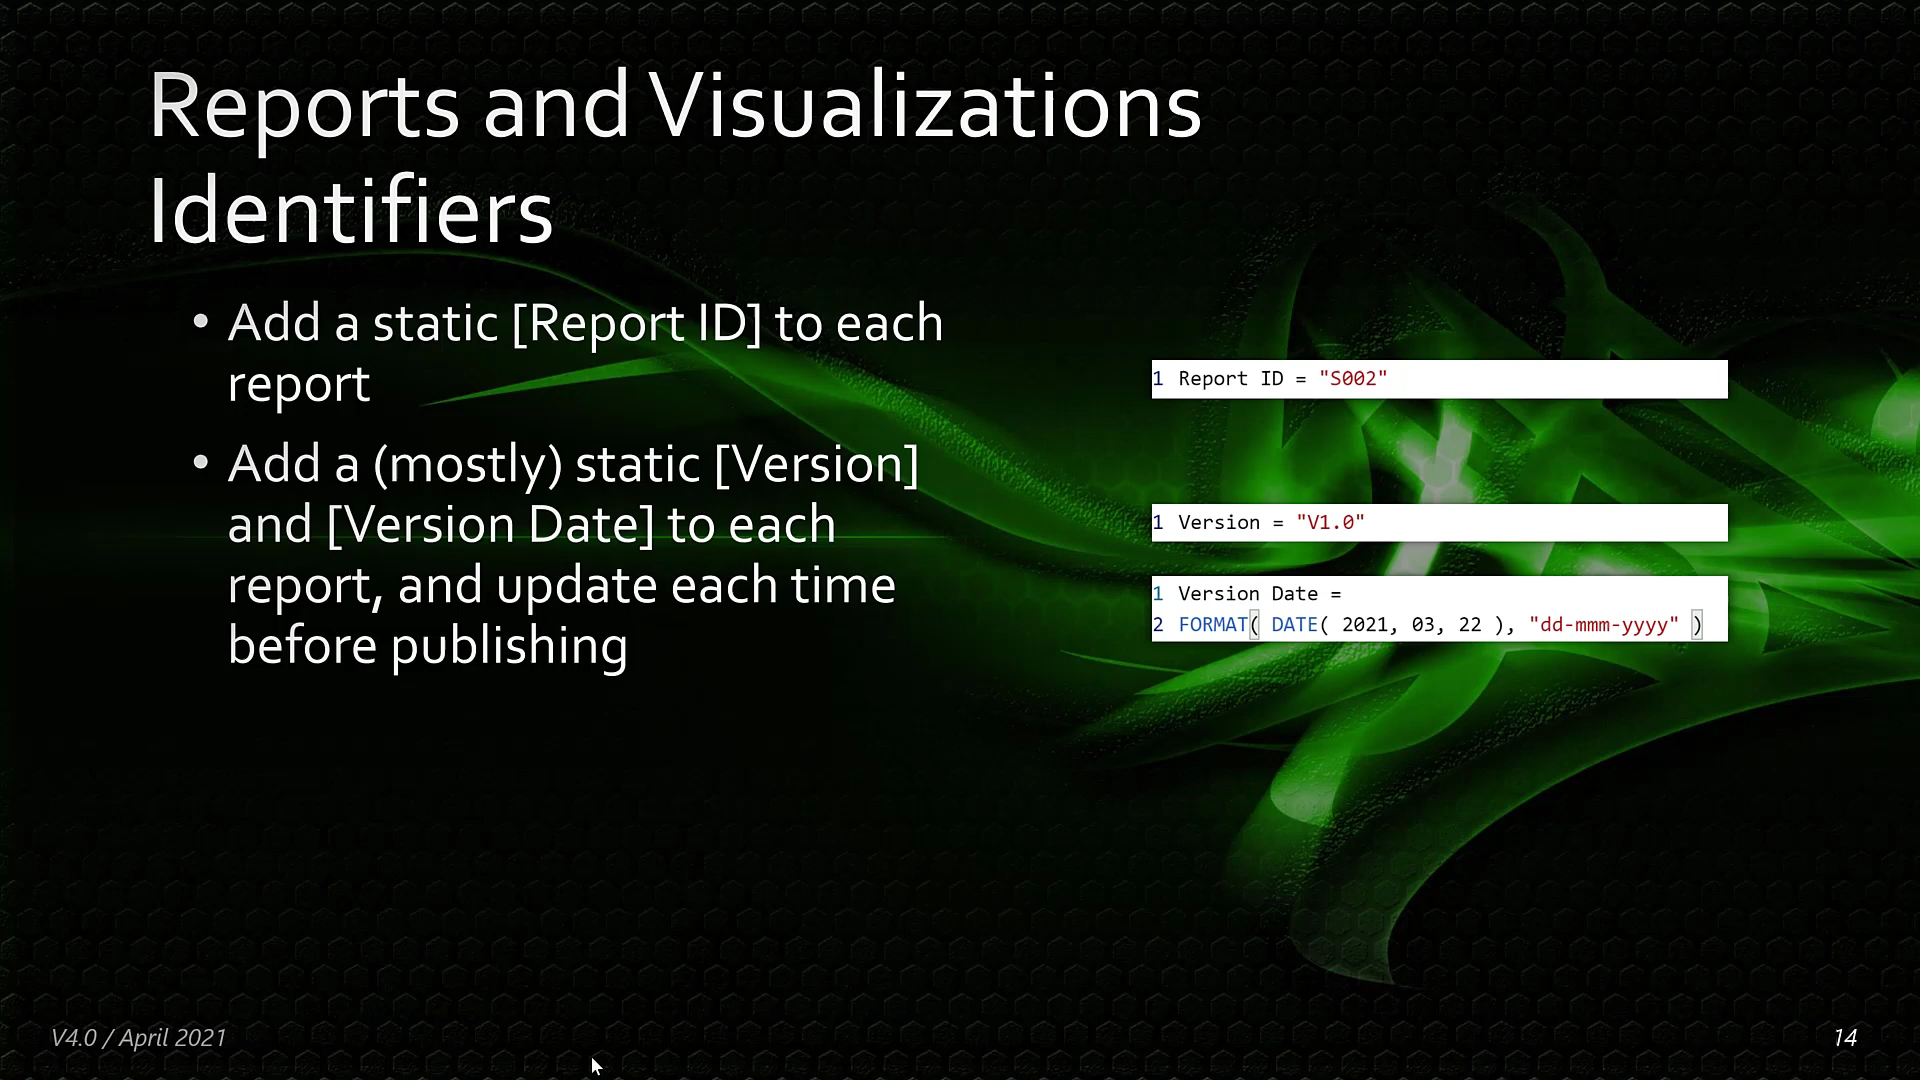 Reports and Visualizations
Identifiers
• Add a static [Report ID] to each
report
• Add a (mostly) static [Version]
and [Version Date] to each
report, and update each time
before publishing
1 Report ID = "S002"
1 Version = "V1.0"
1 Version Date =
2 FORMAT( DATE( 2021, 03, 22 ), "dd-mmm-yyyy" )
V4.0 / April 2021
14